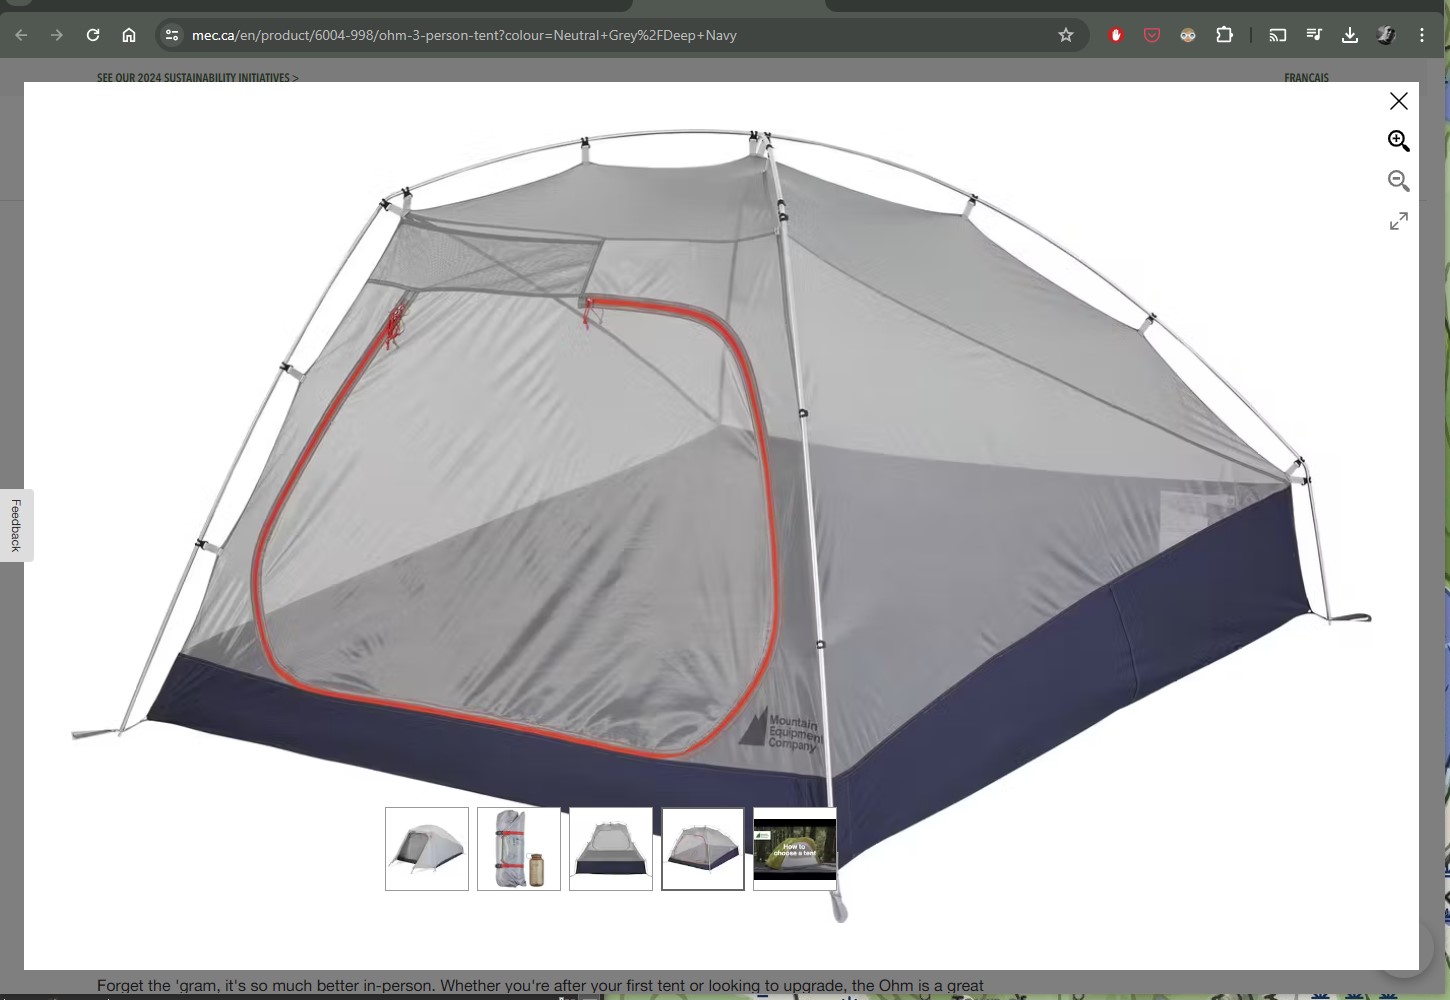 mec.ca/en/product/6004-998/ohm-3-person-tent?colour=Neutral+Grey%2FDeep+Navy
SEE OUR 2024 SUSTAINABILITY INITIATIVES >
FRANCAIS
Feedback
Mountain
Equipment
Company
How to
choose a tent
Forget the 'gram, it's so much better in-person. Whether you're after your first tent or looking to upgrade, the Ohm is a great